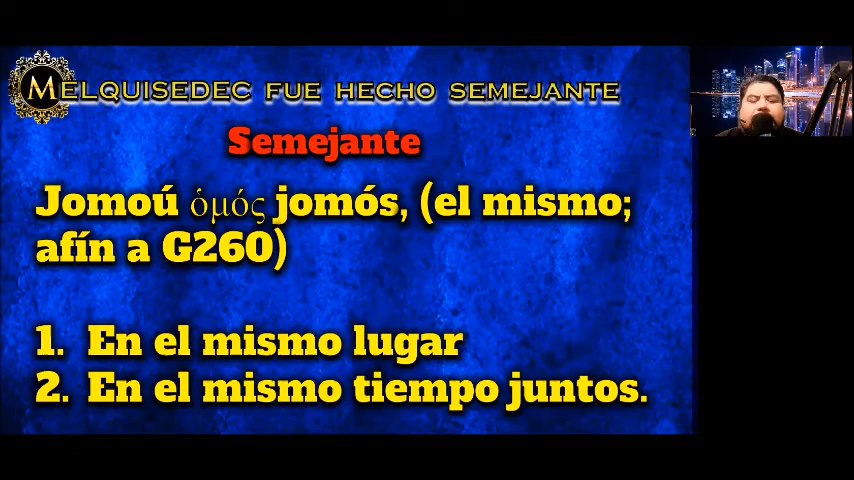 MELQUISEDEC FUE HECHO SEMEJANTE
Semejante
Jomoú ὁμός jomós, (el mismo;
afín a G260)
1. En el mismo lugar
2. En el mismo tiempo juntos.